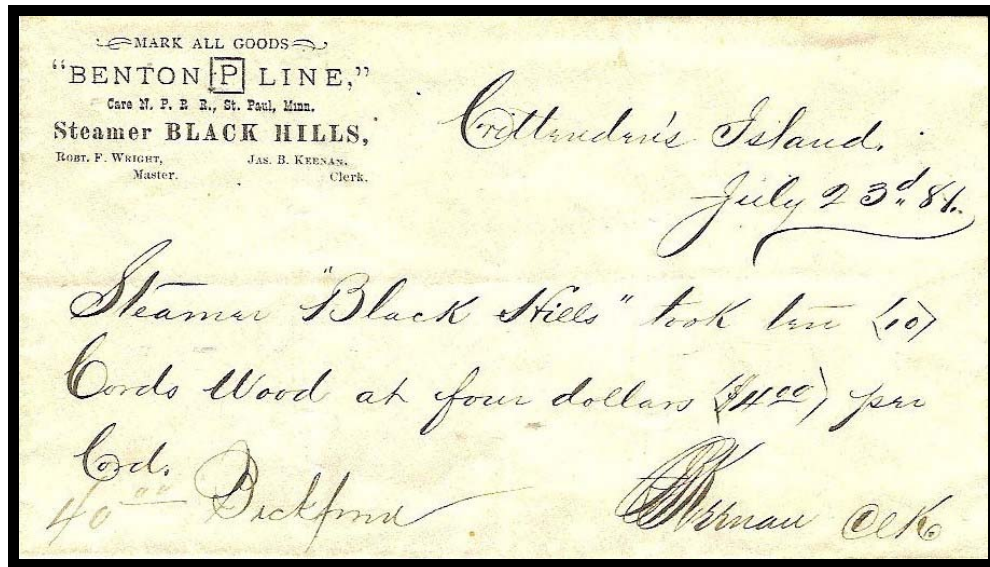 MARK ALL GOODS
"BENTON P LINE,"
Care N. P. R. R., St. Paul, Minn.
Steamer BLACK HILLS,
ROBT. F. WRIGHT, JAS. B. KEENAN,
Master. Clerk.
Crittenden's Island.
July 23d. 81.
Steamer "Black Hills" took ten (10)
Cords Wood at four dollars ($4 00) per
Cord.
40 00 Bickford
JBKeenan Clk.